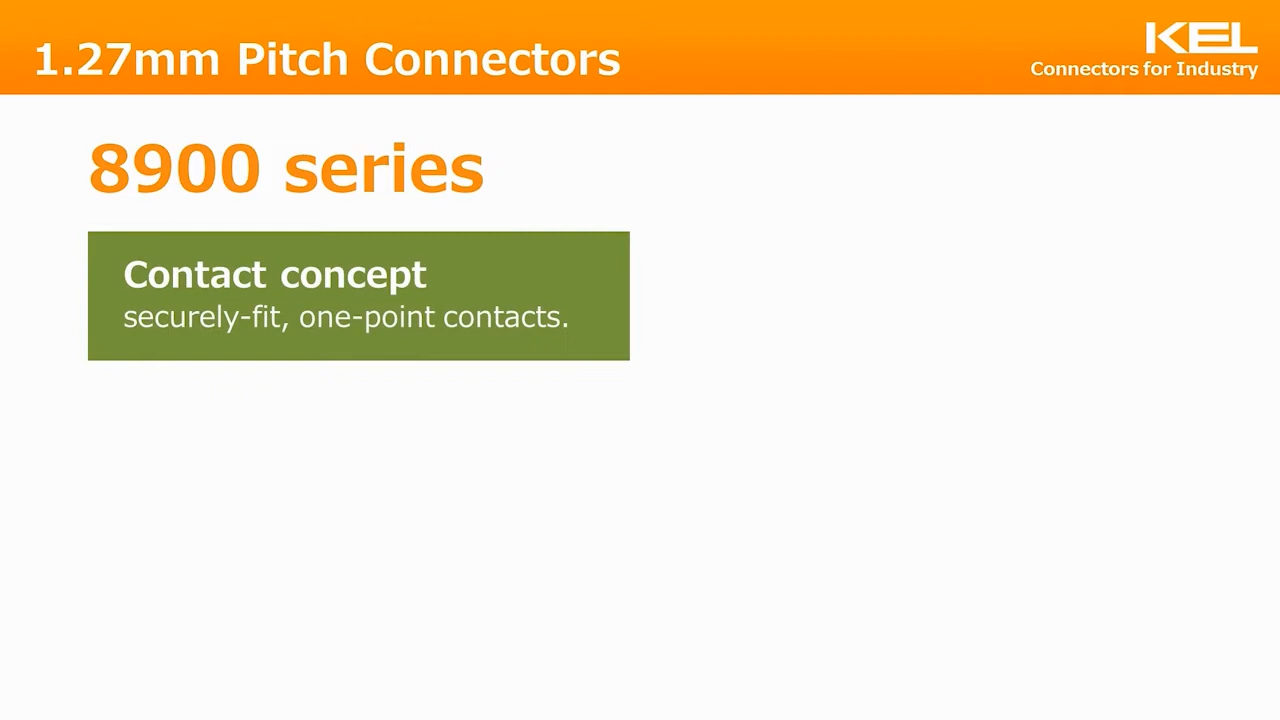 1.27mm Pitch Connectors
KEL
Connectors for Industry
8900 series
Contact concept
securely-fit, one-point contacts.